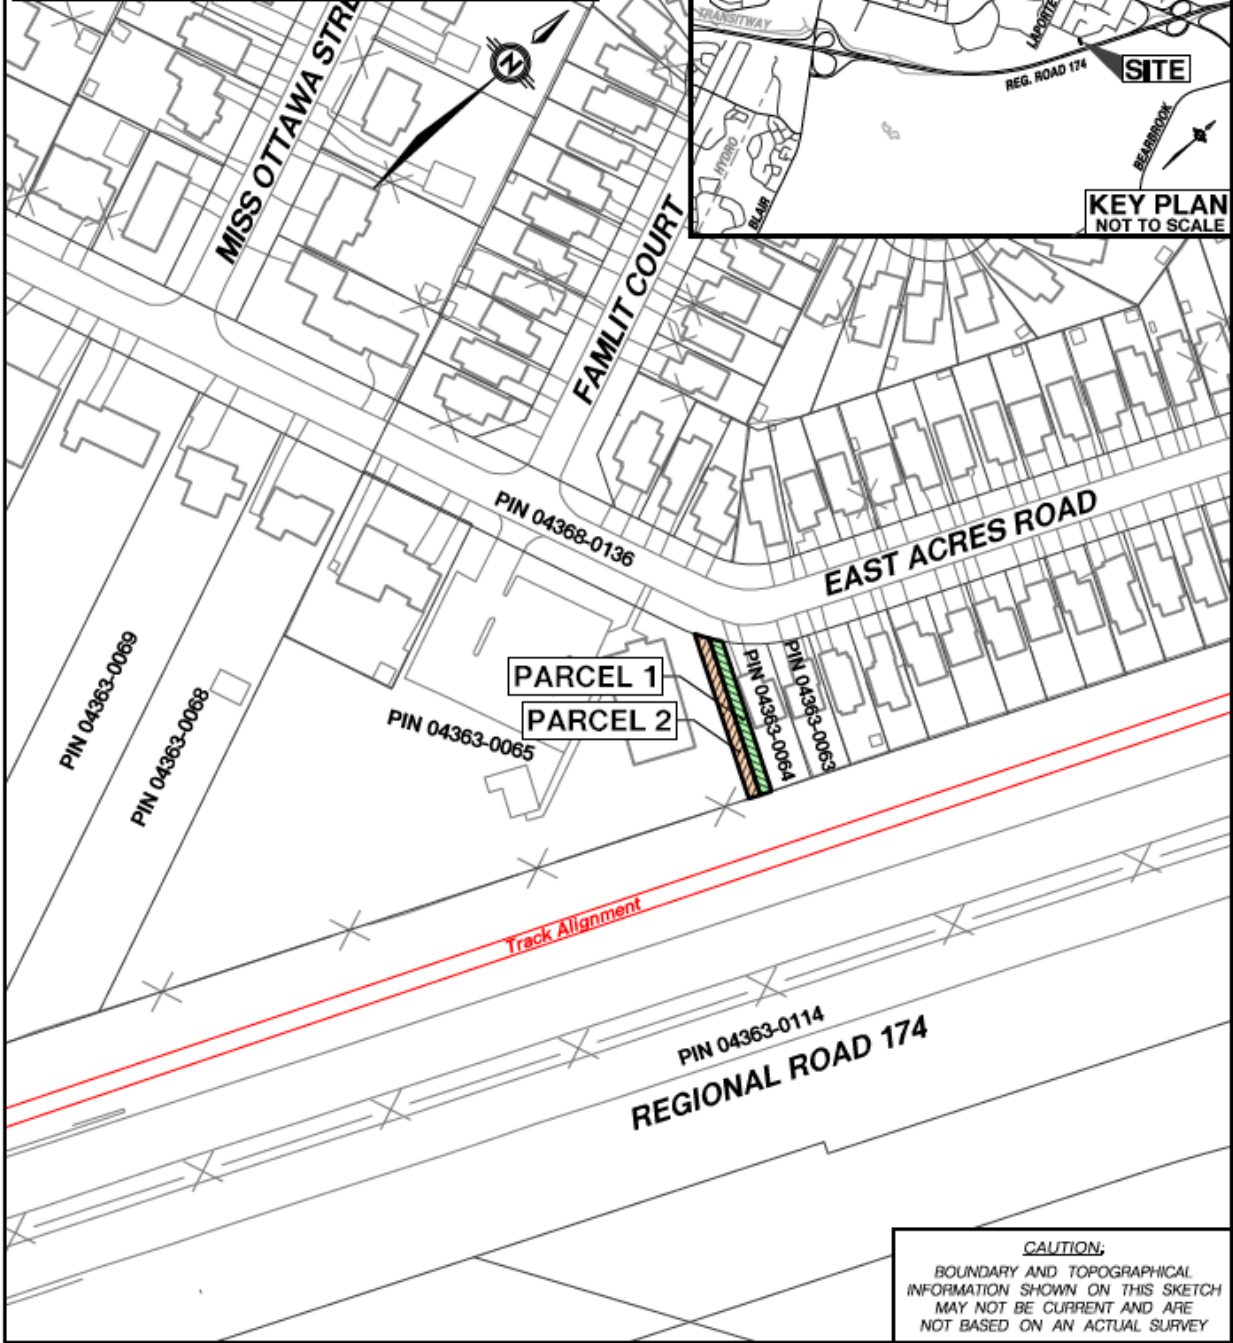 TRANSITWAY
LAPORTE
SITE
REG. ROAD 174
BEARBROOK
HYDRO
BLAIR
KEY PLAN
NOT TO SCALE
N
MISS OTTAWA STRE
FAMLIT COURT
PIN 04368-0136
EAST ACRES ROAD
PIN 04363-0069
PIN 04363-0068
PIN 04363-0065
PARCEL 1
PARCEL 2
PIN 04363-0064
PIN 04363-0063
Track Alignment
PIN 04363-0114
REGIONAL ROAD 174
CAUTION:
BOUNDARY AND TOPOGRAPHICAL
INFORMATION SHOWN ON THIS SKETCH
MAY NOT BE CURRENT AND ARE
NOT BASED ON AN ACTUAL SURVEY